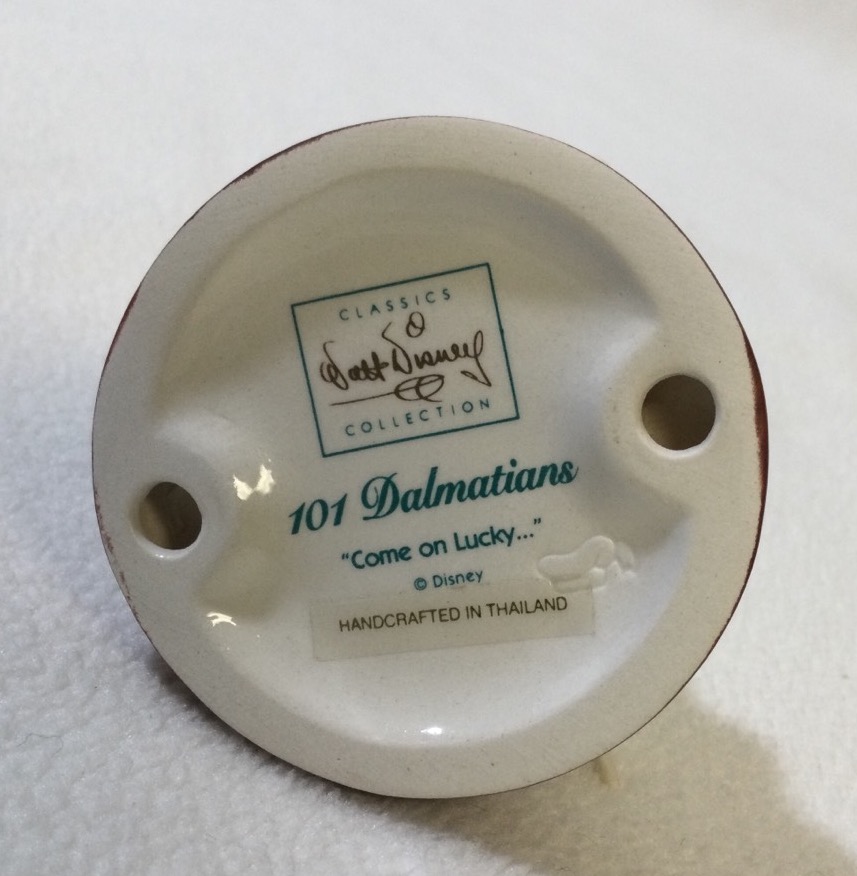 CLASSICS
Walt Disney
COLLECTION
101 Dalmatians
“Come on Lucky...”
© Disney
HANDCRAFTED IN THAILAND